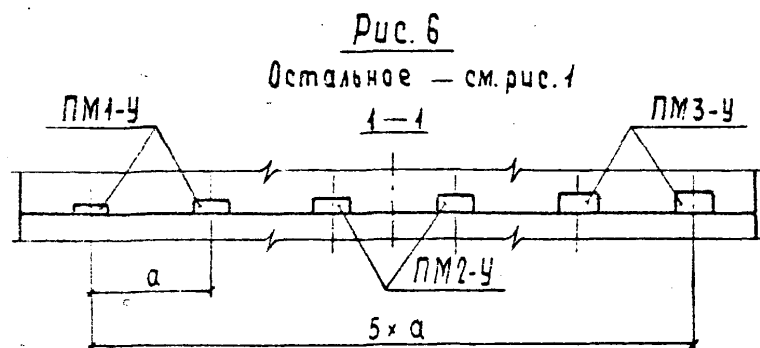 Рис. 6
Остальное — см. рис. 1
1—1
ПМ1-У
ПМ3-У
ПМ2-У
а
5 × а